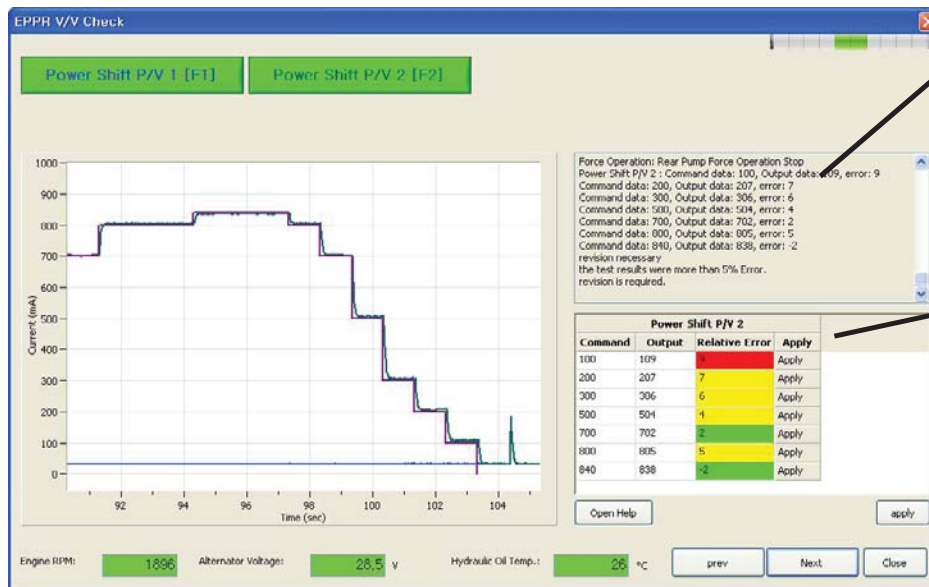 EPPR V/V Check
Power Shift P/V 1 [F1]
Power Shift P/V 2 [F2]
Force Operation: Rear Pump Force Operation Stop
Power Shift P/V 2 : Command data: 100, Output data: 109, error: 9
Command data: 200, Output data: 207, error: 7
Command data: 300, Output data: 306, error: 6
Command data: 500, Output data: 504, error: 4
Command data: 700, Output data: 702, error: 2
Command data: 800, Output data: 805, error: 5
Command data: 840, Output data: 838, error: -2
revision necessary
the test results were more than 5% Error.
revision is required.
1000
900
800
700
600
500
400
300
200
100
0
Current (mA)
92 94 96 98 100 102 104
Time (sec)
Power Shift P/V 2
Command Output Relative Error Apply
100 109 9 Apply
200 207 7 Apply
300 306 6 Apply
500 504 4 Apply
700 702 2 Apply
800 805 5 Apply
840 838 -2 Apply
Open Help
apply
Engine RPM: 1896 Alternator Voltage: 28,5 v Hydraulic Oil Temp.: 26 °C
prev
Next
Close